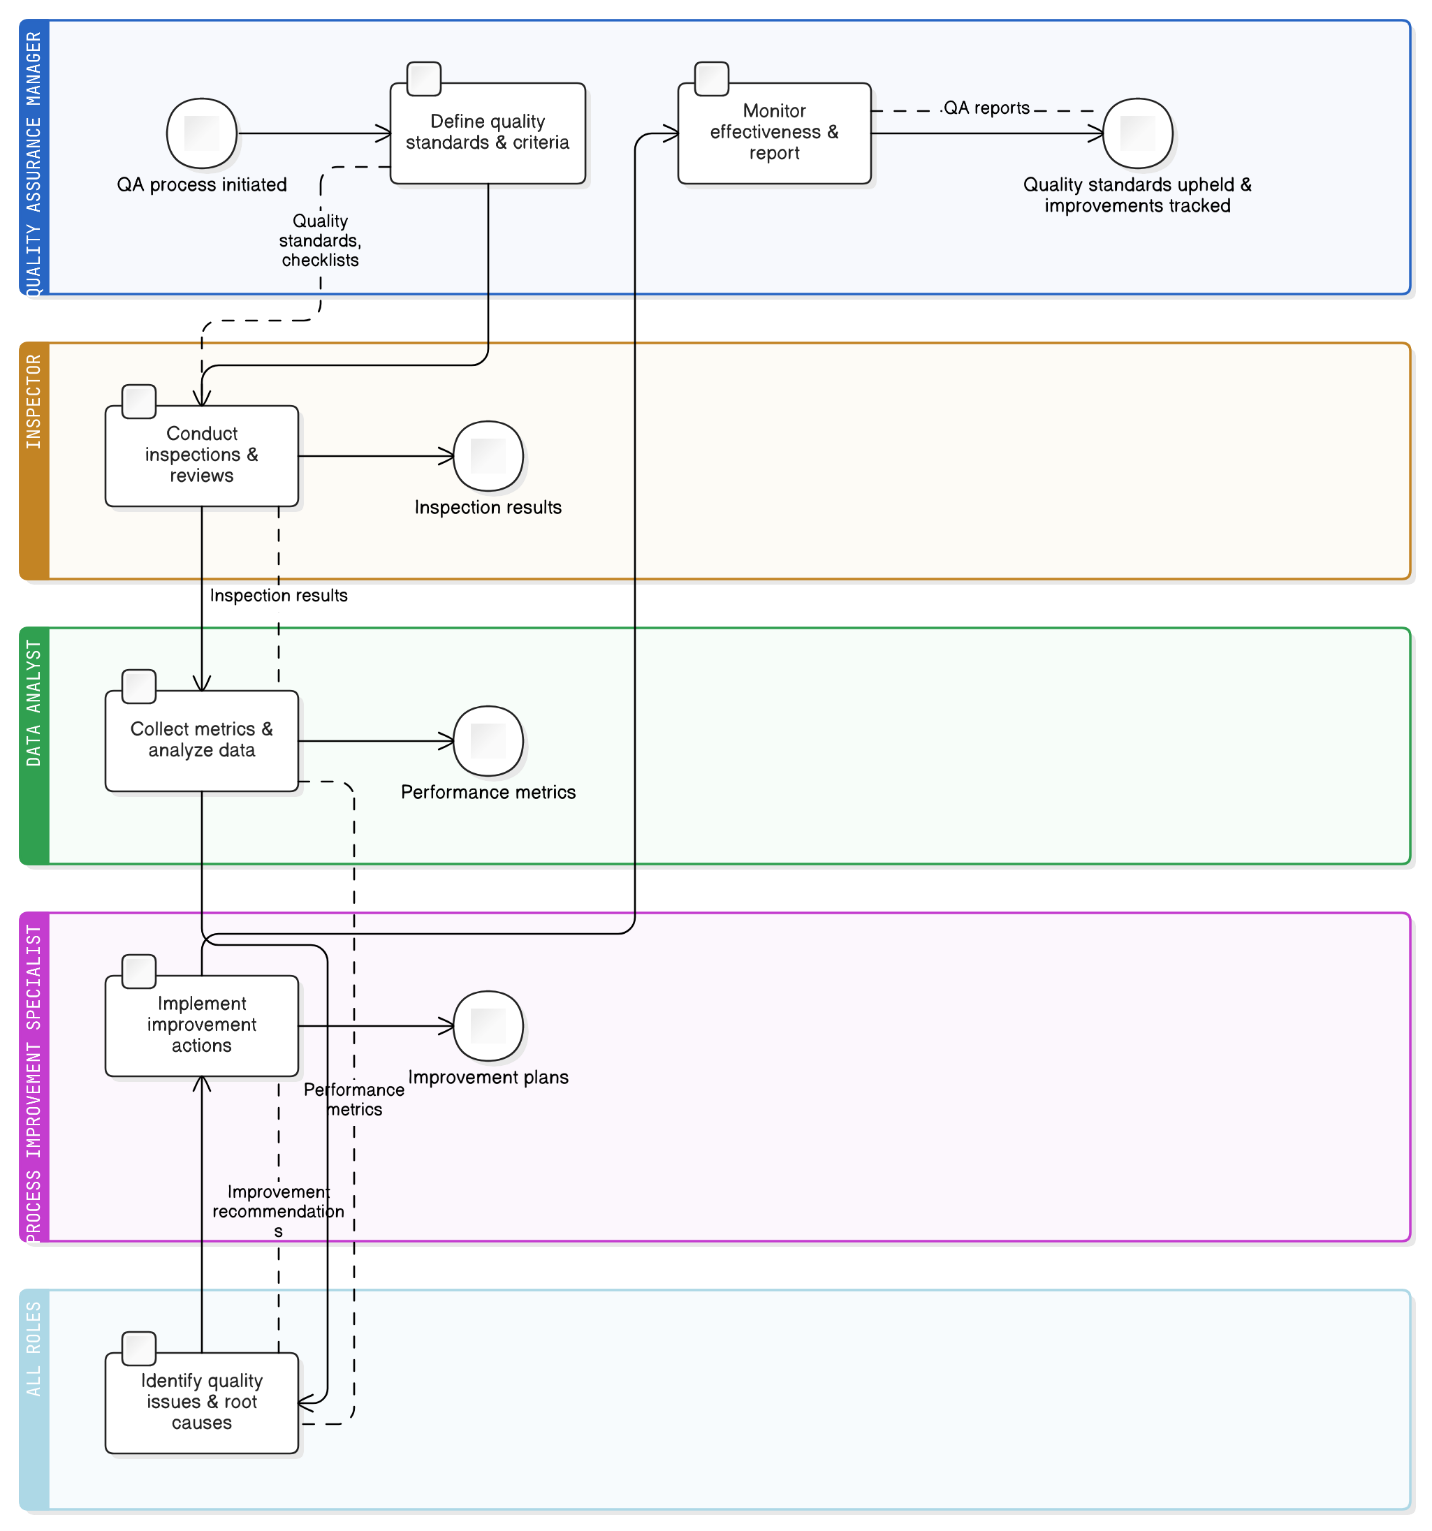 QUALITY ASSURANCE MANAGER
QA process initiated
Define quality
standards & criteria
Monitor
effectiveness &
report
QA reports
Quality standards upheld &
improvements tracked
Quality
standards,
checklists
INSPECTOR
Conduct
inspections &
reviews
Inspection results
Inspection results
DATA ANALYST
Collect metrics &
analyze data
Performance metrics
PROCESS IMPROVEMENT SPECIALIST
Implement
improvement
actions
Improvement plans
Performance
metrics
Improvement
recommendation
s
ALL ROLES
Identify quality
issues & root
causes